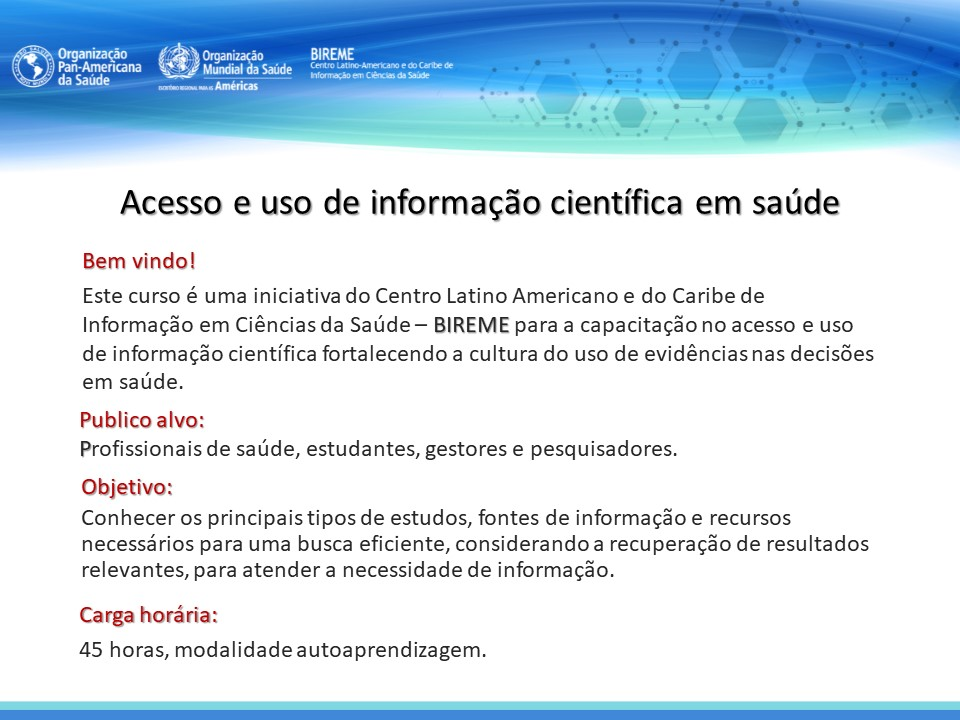 Organização
Pan-Americana
da Saúde
Organização
Mundial da Saúde
ESCRITÓRIO REGIONAL PARA AS Américas
BIREME
Centro Latino-Americano e do Caribe de
Informação em Ciências da Saúde
Acesso e uso de informação científica em saúde
Bem vindo!
Este curso é uma iniciativa do Centro Latino Americano e do Caribe de
Informação em Ciências da Saúde – BIREME para a capacitação no acesso e uso
de informação científica fortalecendo a cultura do uso de evidências nas decisões
em saúde.
Publico alvo:
Profissionais de saúde, estudantes, gestores e pesquisadores.
Objetivo:
Conhecer os principais tipos de estudos, fontes de informação e recursos
necessários para uma busca eficiente, considerando a recuperação de resultados
relevantes, para atender a necessidade de informação.
Carga horária:
45 horas, modalidade autoaprendizagem.